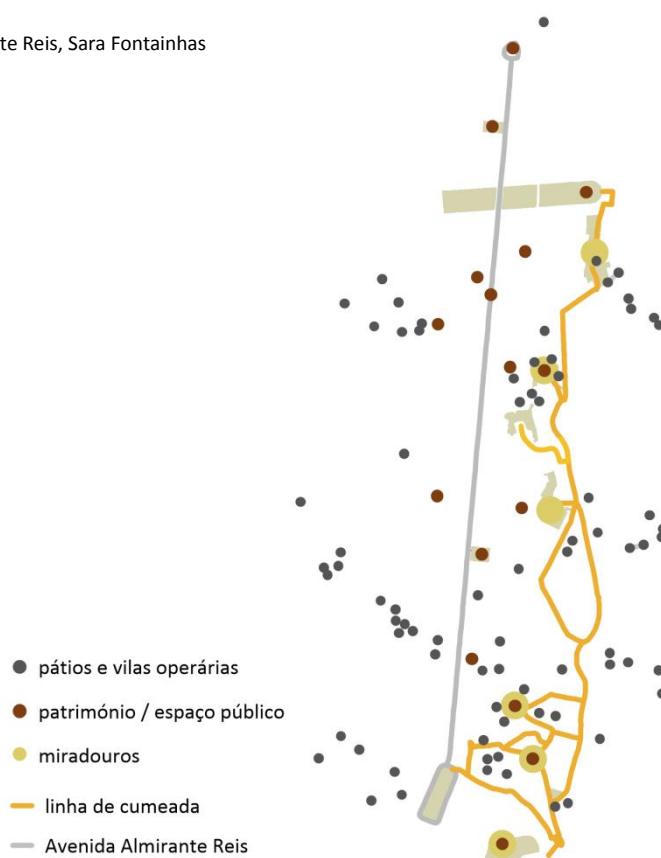 te Reis, Sara Fontainhas
pátios e vilas operárias
património / espaço público
miradouros
linha de cumeada
Avenida Almirante Reis